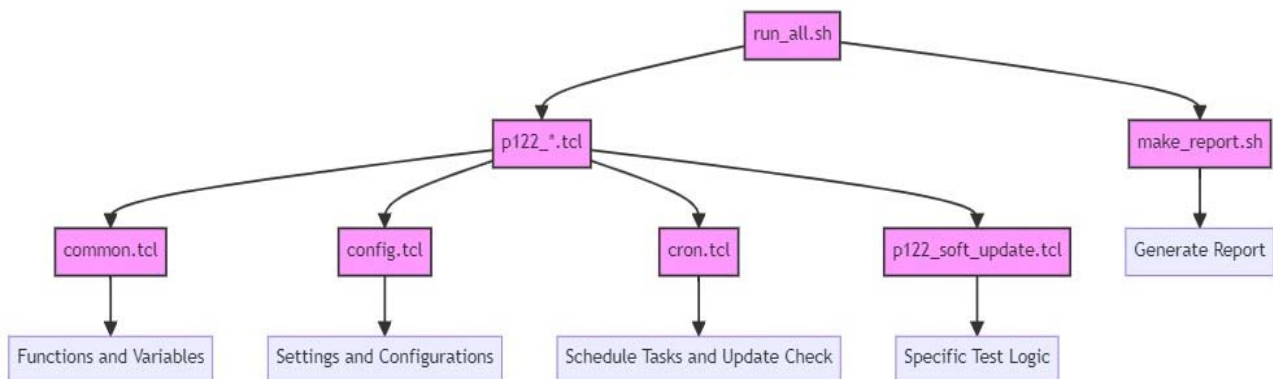 run_all.sh
p122_*.tcl
make_report.sh
common.tcl
config.tcl
cron.tcl
p122_soft_update.tcl
Generate Report
Functions and Variables
Settings and Configurations
Schedule Tasks and Update Check
Specific Test Logic